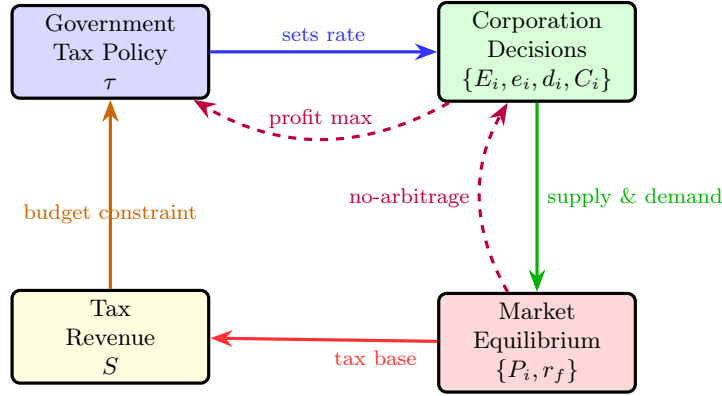 Government
Tax Policy
τ
sets rate
Corporation
Decisions
{E_i, e_i, d_i, C_i}
profit max
no-arbitrage
supply & demand
budget constraint
Tax
Revenue
S
tax base
Market
Equilibrium
{P_i, r_f}